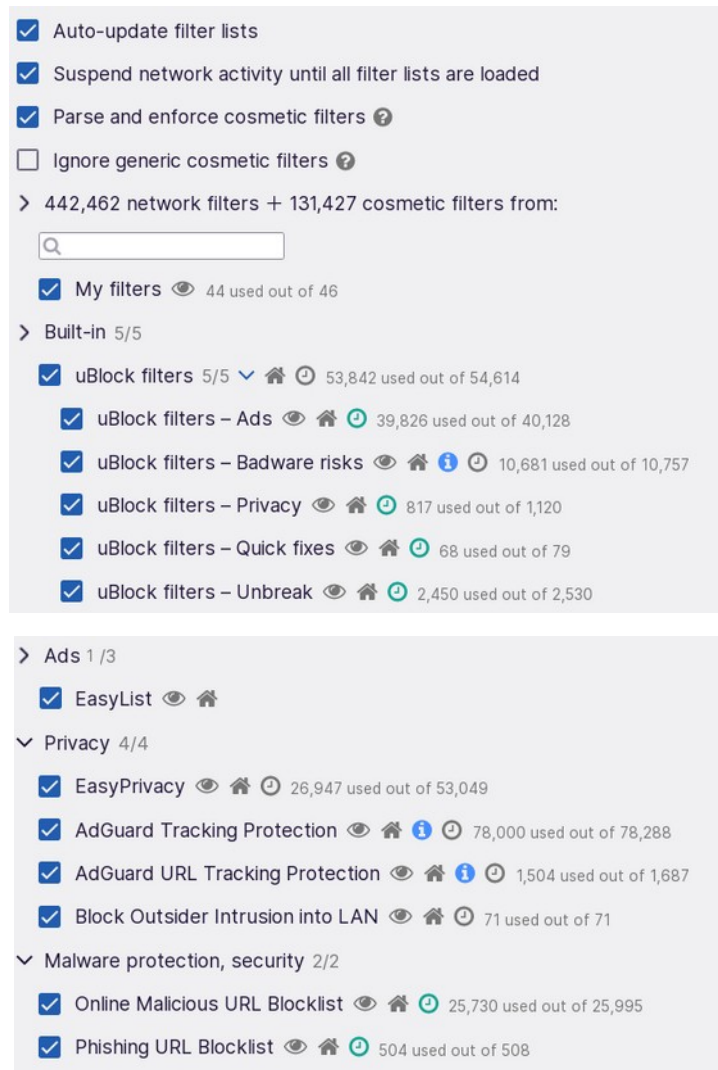 Auto-update filter lists
Suspend network activity until all filter lists are loaded
Parse and enforce cosmetic filters
Ignore generic cosmetic filters
442,462 network filters + 131,427 cosmetic filters from:
My filters 44 used out of 46
Built-in 5/5
uBlock filters 5/5 53,842 used out of 54,614
uBlock filters – Ads 39,826 used out of 40,128
uBlock filters – Badware risks 10,681 used out of 10,757
uBlock filters – Privacy 817 used out of 1,120
uBlock filters – Quick fixes 68 used out of 79
uBlock filters – Unbreak 2,450 used out of 2,530
Ads 1 /3
EasyList
Privacy 4/4
EasyPrivacy 26,947 used out of 53,049
AdGuard Tracking Protection 78,000 used out of 78,288
AdGuard URL Tracking Protection 1,504 used out of 1,687
Block Outsider Intrusion into LAN 71 used out of 71
Malware protection, security 2/2
Online Malicious URL Blocklist 25,730 used out of 25,995
Phishing URL Blocklist 504 used out of 508